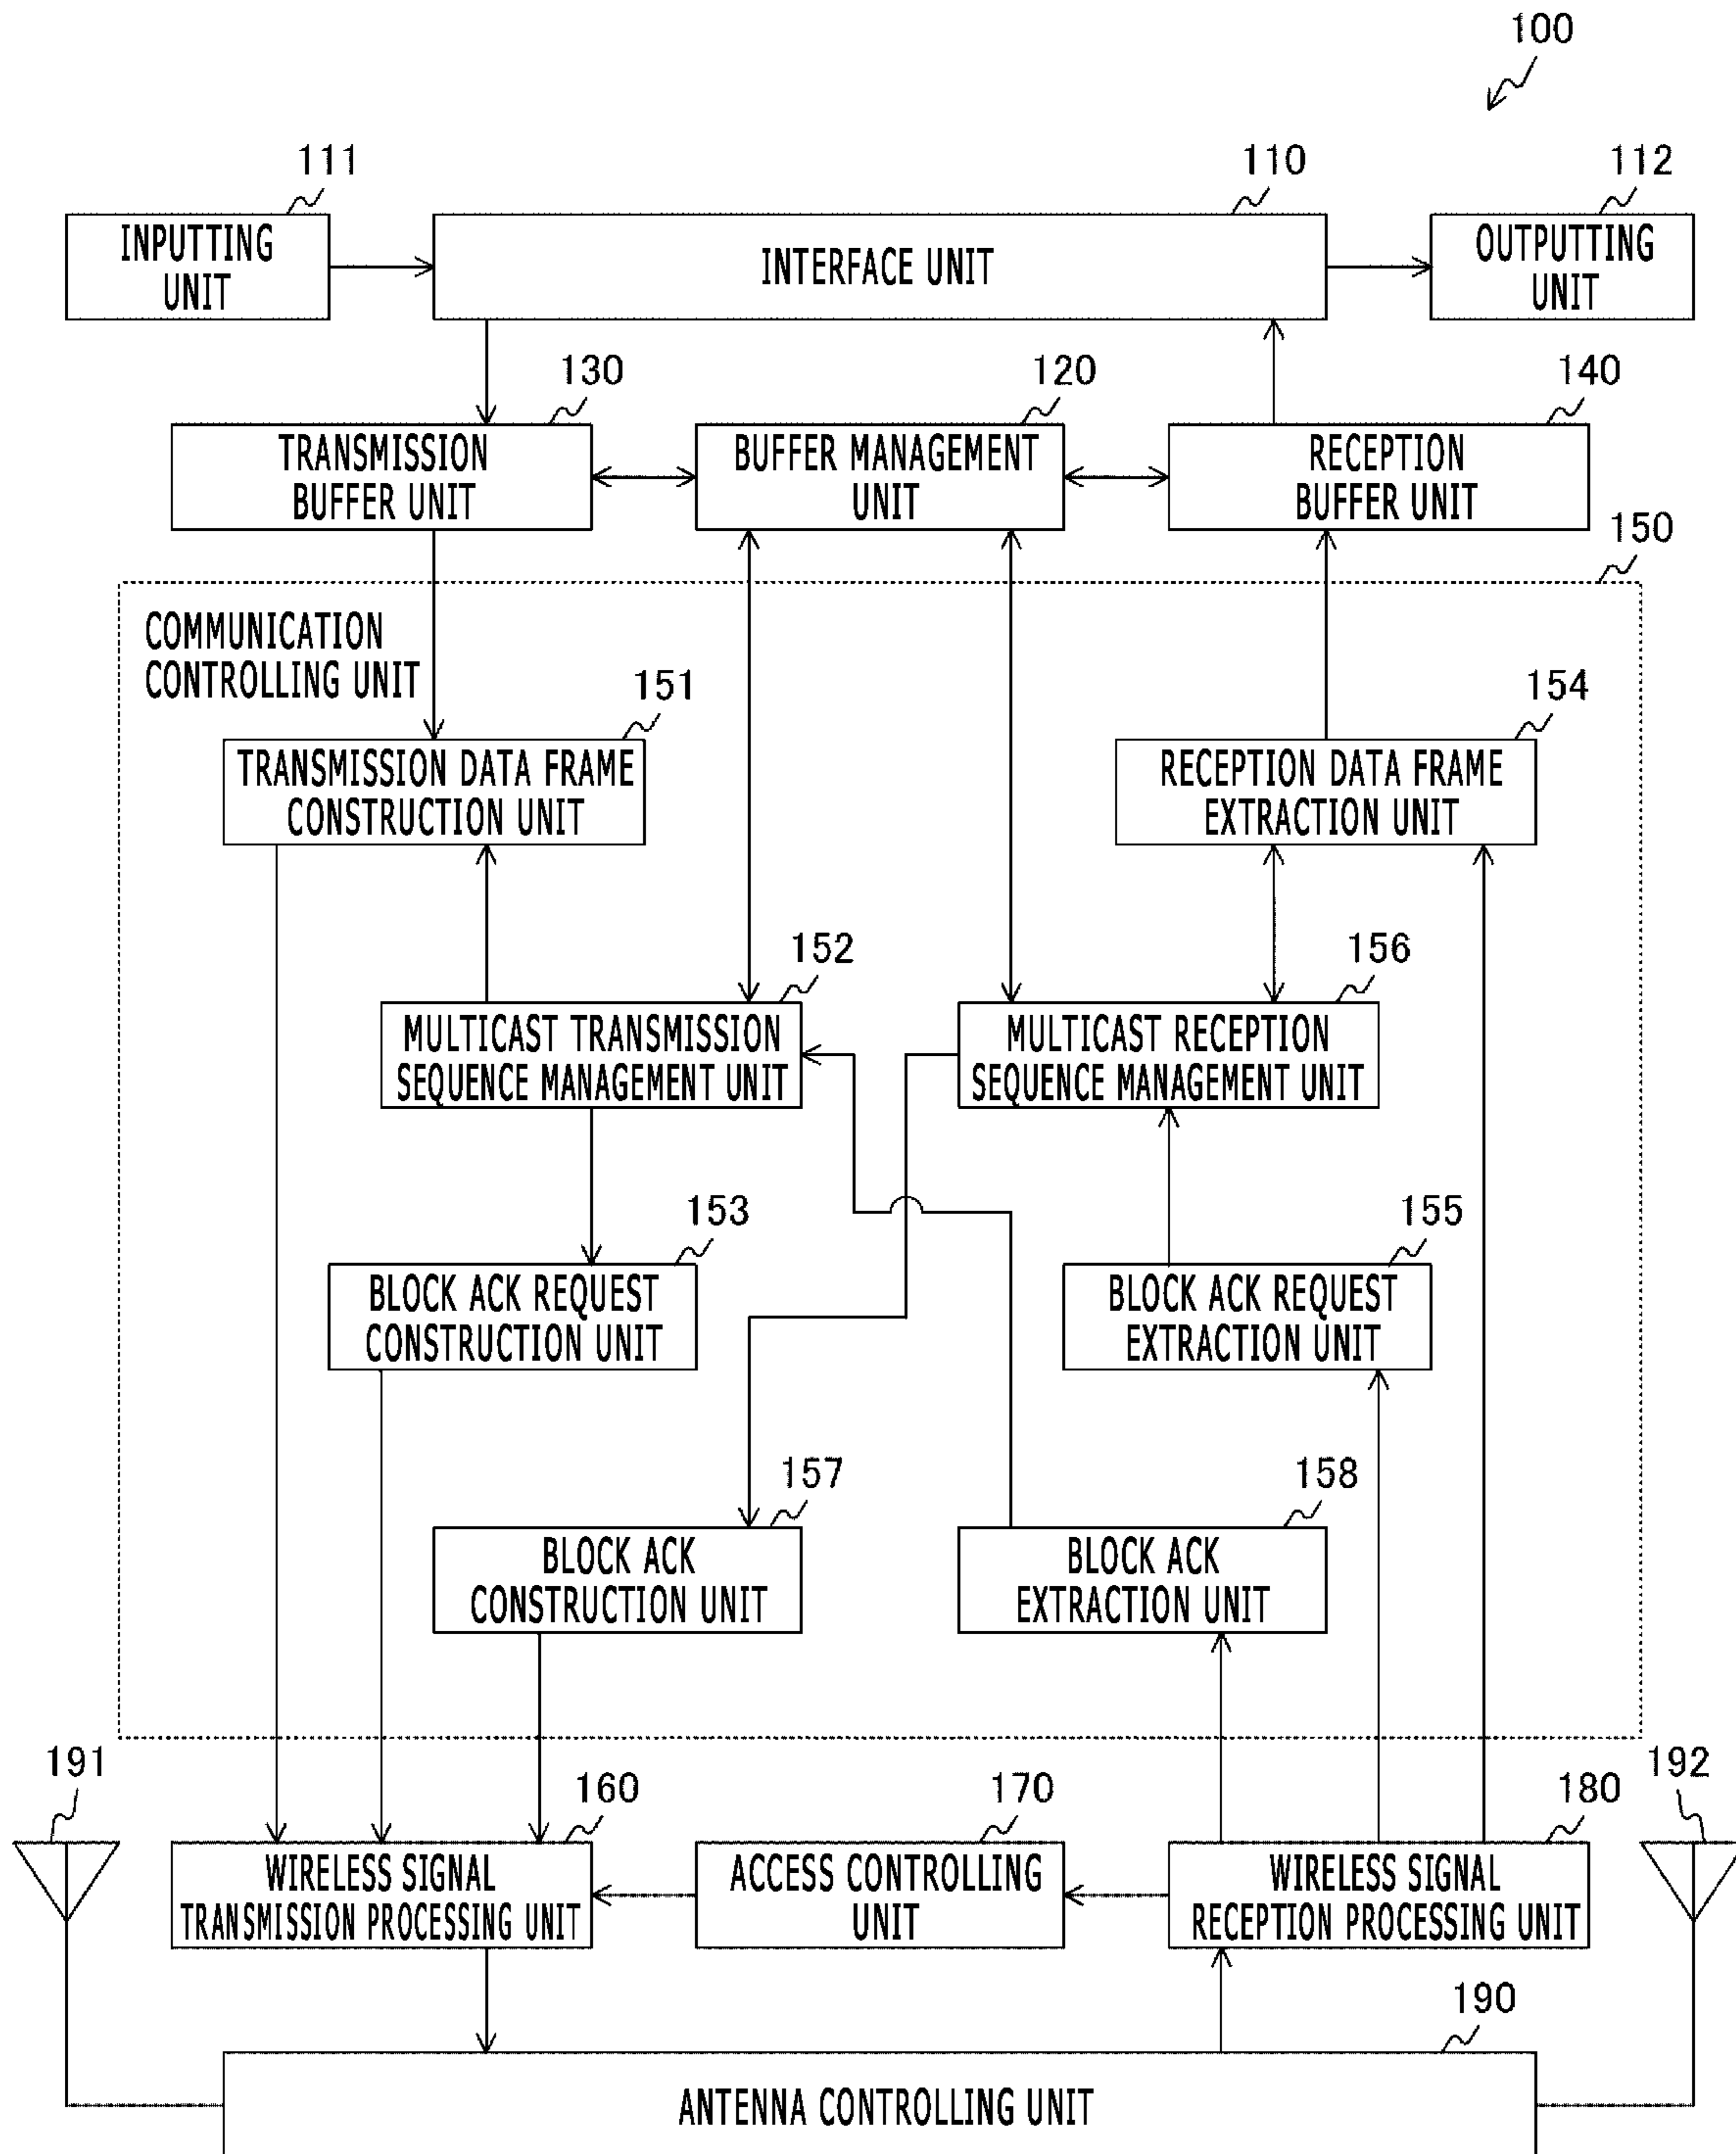 100
111
110
112
INPUTTING
UNIT
INTERFACE UNIT
OUTPUTTING
UNIT
130
120
140
TRANSMISSION
BUFFER UNIT
BUFFER MANAGEMENT
UNIT
RECEPTION
BUFFER UNIT
150
COMMUNICATION
CONTROLLING UNIT
151
154
TRANSMISSION DATA FRAME
CONSTRUCTION UNIT
RECEPTION DATA FRAME
EXTRACTION UNIT
152
156
MULTICAST TRANSMISSION
SEQUENCE MANAGEMENT UNIT
MULTICAST RECEPTION
SEQUENCE MANAGEMENT UNIT
153
155
BLOCK ACK REQUEST
CONSTRUCTION UNIT
BLOCK ACK REQUEST
EXTRACTION UNIT
157
158
BLOCK ACK
CONSTRUCTION UNIT
BLOCK ACK
EXTRACTION UNIT
191
160
170
180
192
WIRELESS SIGNAL
TRANSMISSION PROCESSING UNIT
ACCESS CONTROLLING
UNIT
WIRELESS SIGNAL
RECEPTION PROCESSING UNIT
190
ANTENNA CONTROLLING UNIT